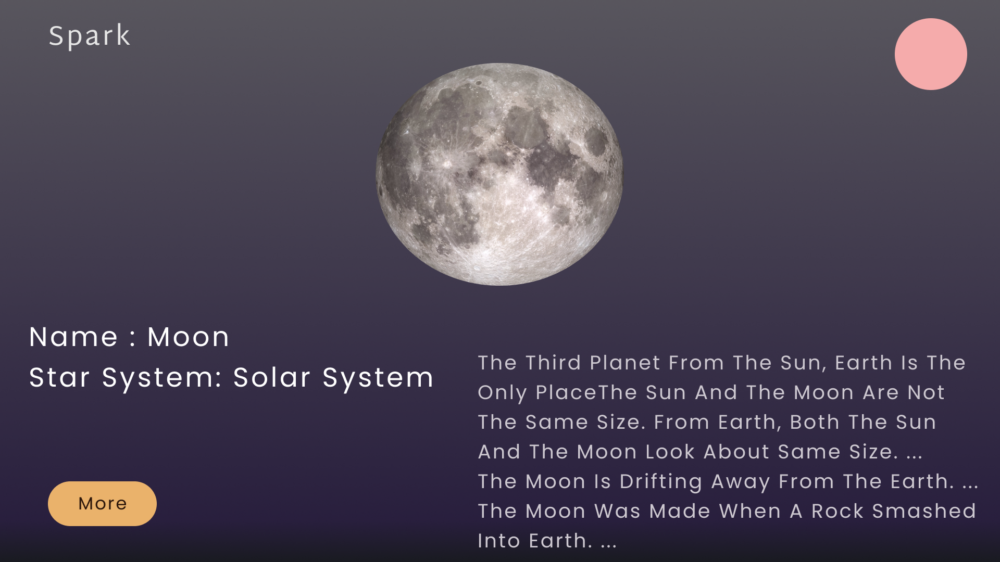 Spark
Name : Moon
Star System: Solar System
The Third Planet From The Sun, Earth Is The
Only PlaceThe Sun And The Moon Are Not
The Same Size. From Earth, Both The Sun
And The Moon Look About Same Size. ...
The Moon Is Drifting Away From The Earth. ...
The Moon Was Made When A Rock Smashed
Into Earth. ...
More